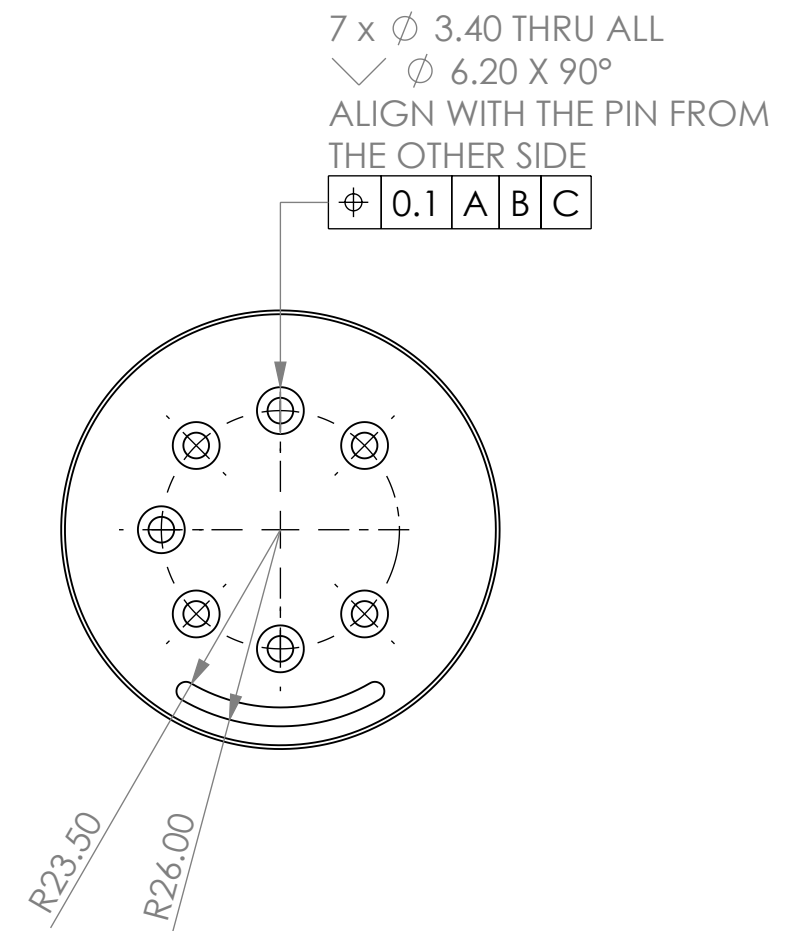 7 x ∅ 3.40 THRU ALL
⌵ ∅ 6.20 X 90°
ALIGN WITH THE PIN FROM
THE OTHER SIDE
⌖ 0.1 A B C
R23.50
R26.00